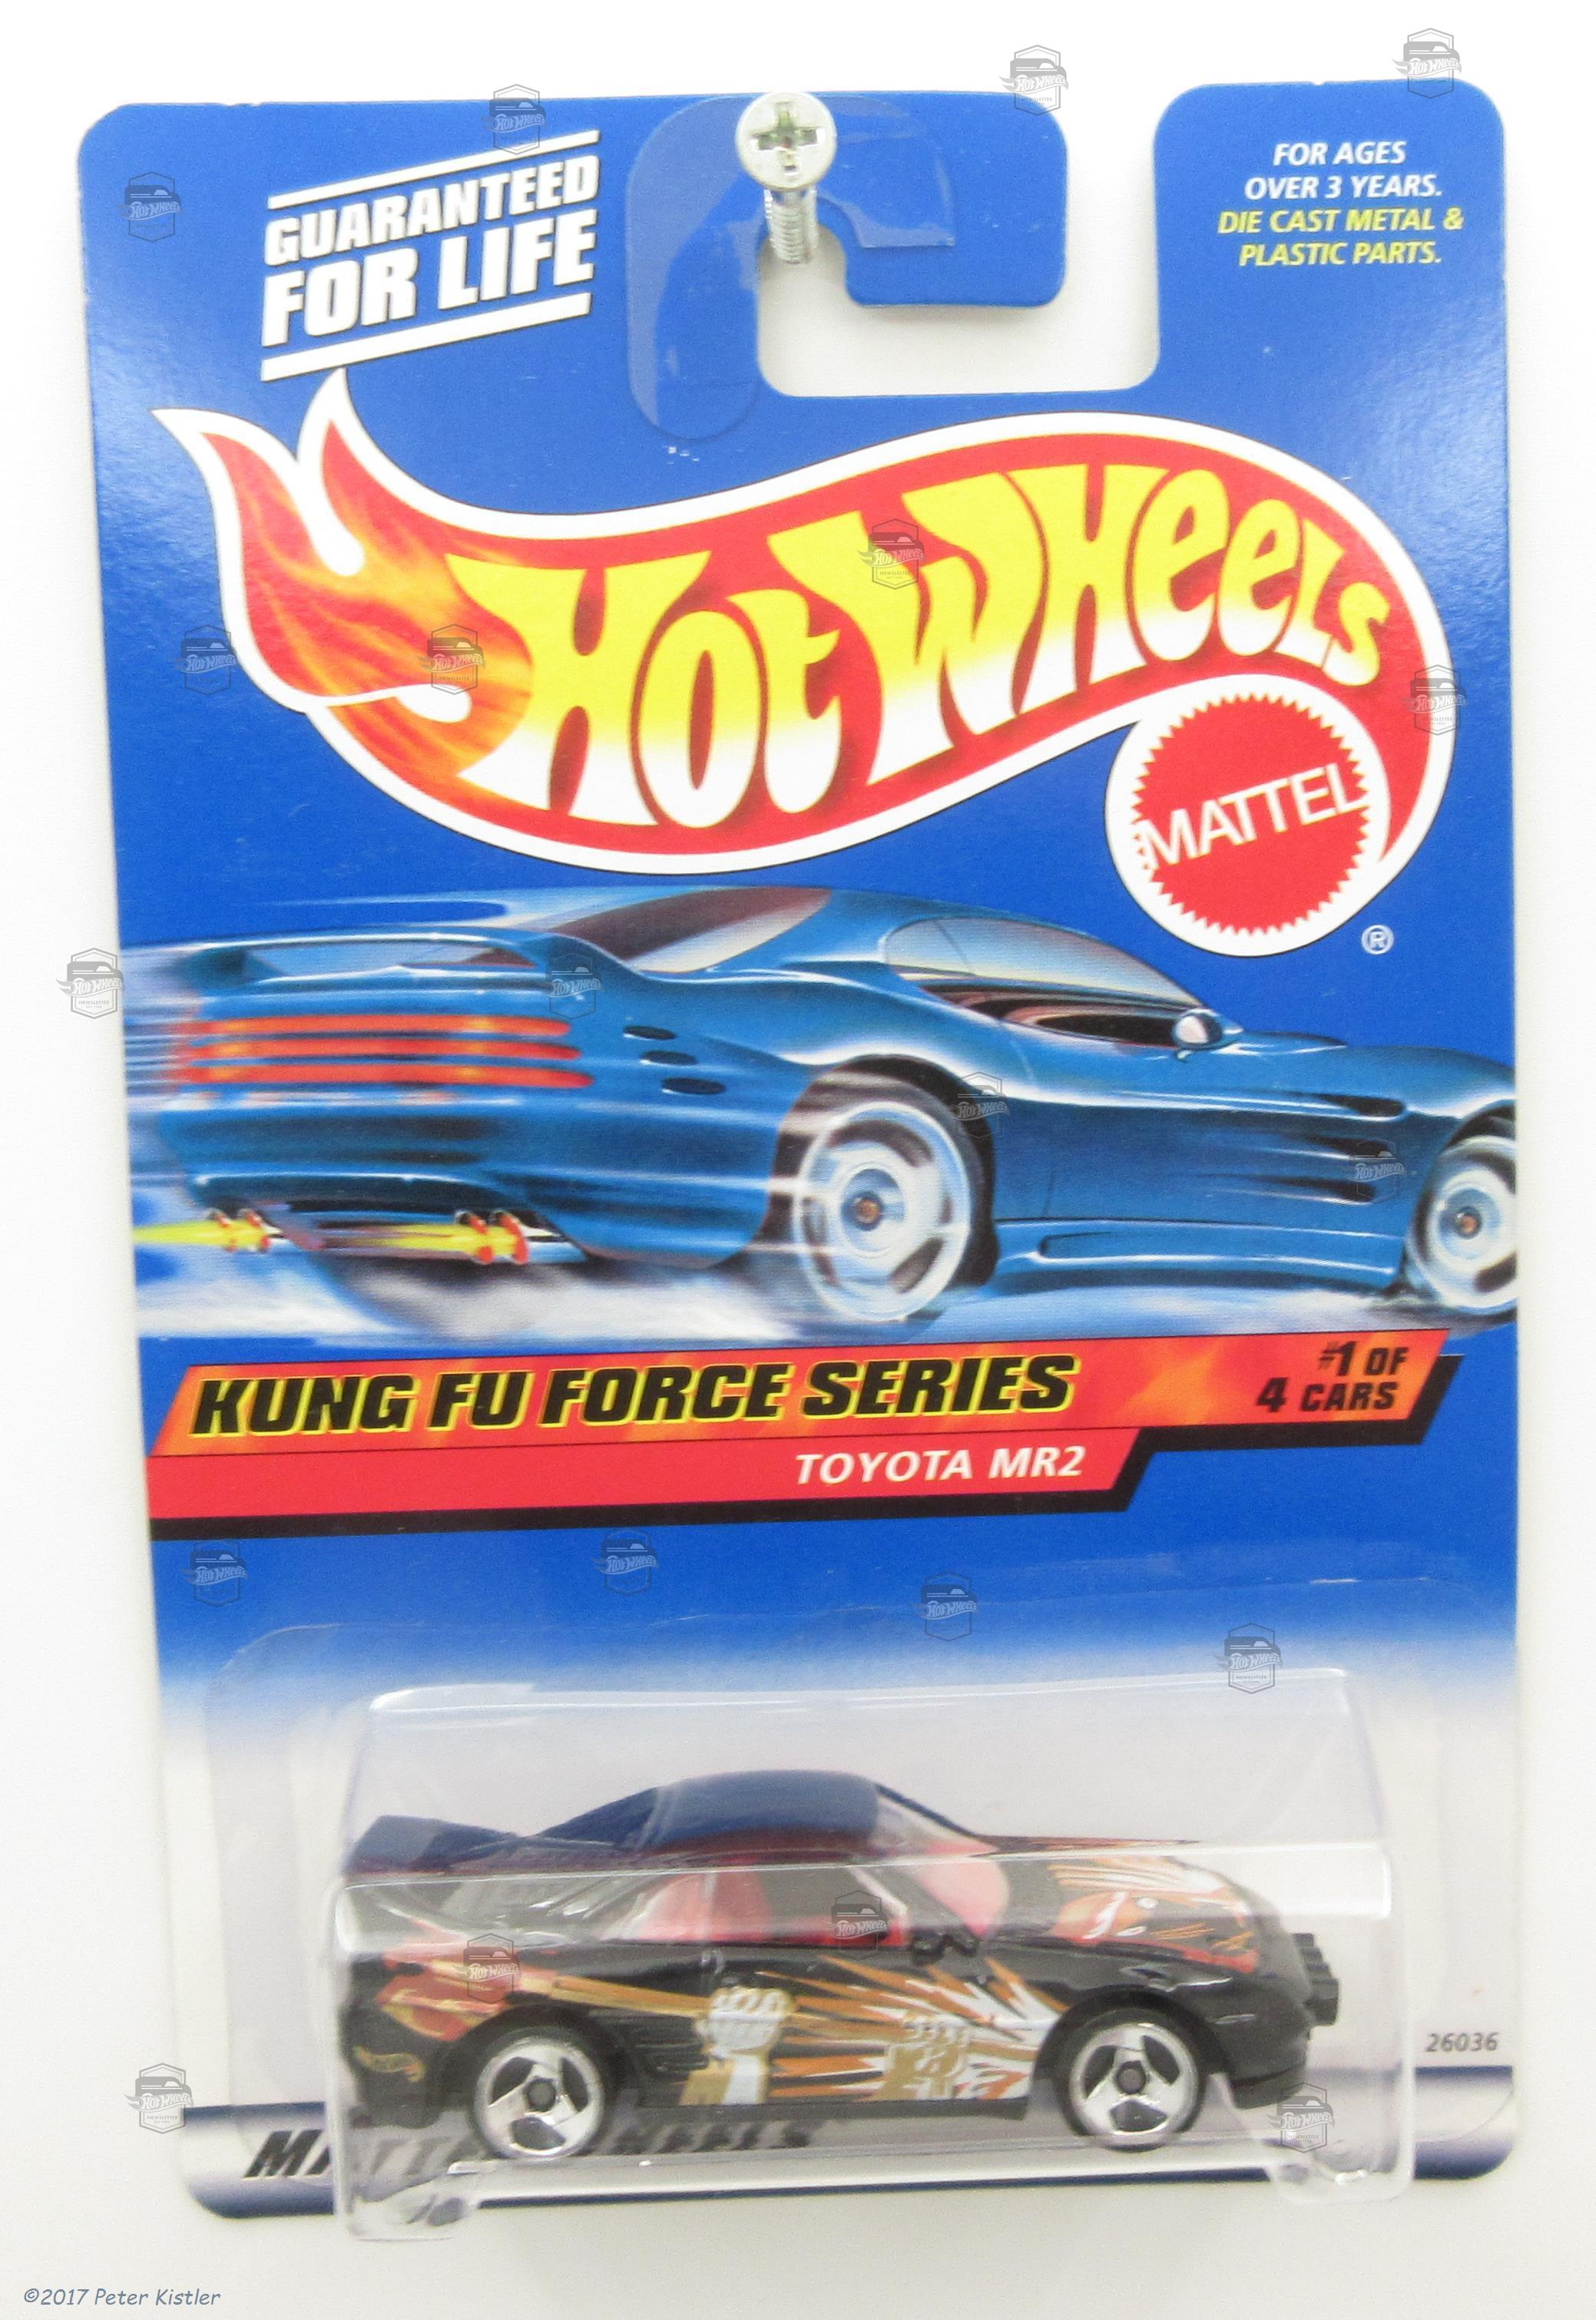 GUARANTEED
FOR LIFE
FOR AGES
OVER 3 YEARS.
DIE CAST METAL &
PLASTIC PARTS.
Hot Wheels
MATTEL
®
KUNG FU FORCE SERIES
#1 OF
4 CARS
TOYOTA MR2
26036
©2017 Peter Kistler